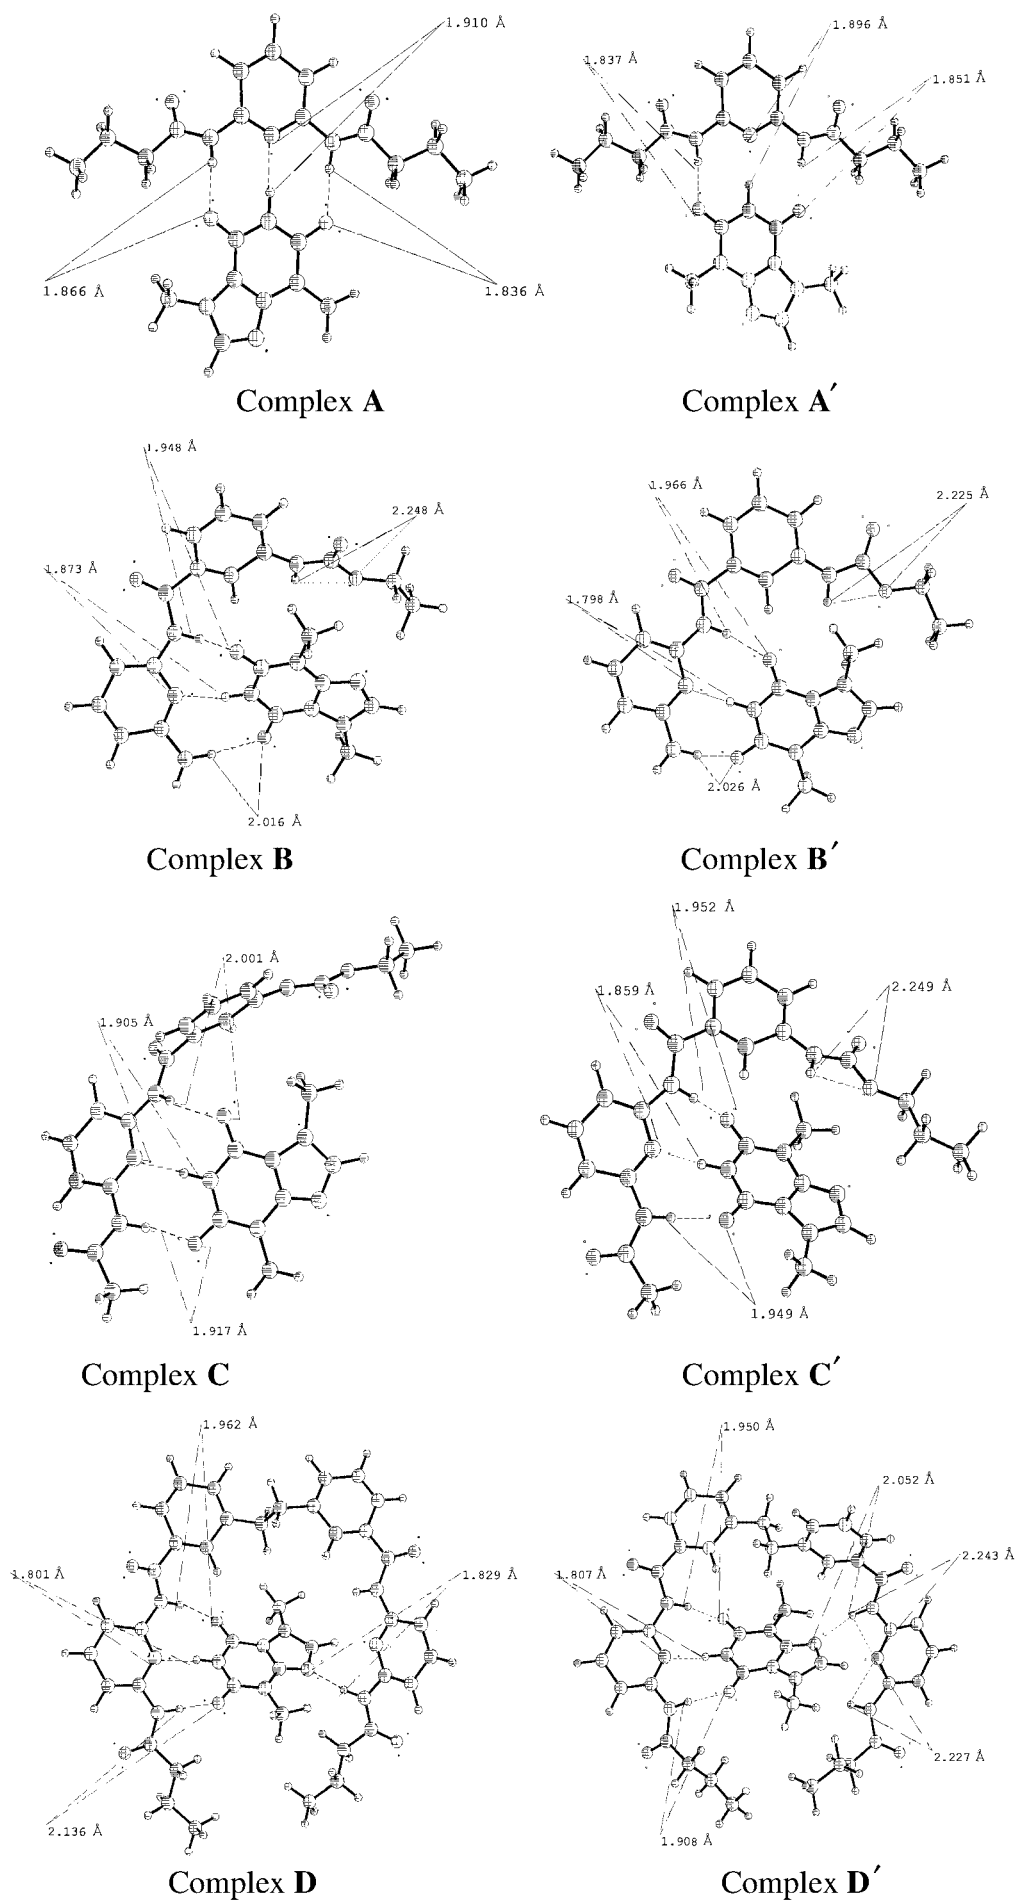 1.910 Å
1.896 Å
1.837 Å
1.851 Å
1.866 Å
1.836 Å
Complex A
Complex A′
1.948 Å
1.966 Å
2.248 Å
2.225 Å
1.873 Å
1.798 Å
2.016 Å
2.026 Å
Complex B
Complex B′
1.952 Å
2.001 Å
1.905 Å
1.859 Å
2.249 Å
1.917 Å
1.949 Å
Complex C
Complex C′
1.962 Å
1.950 Å
2.052 Å
1.801 Å
1.829 Å
1.807 Å
2.243 Å
2.136 Å
2.227 Å
1.908 Å
Complex D
Complex D′